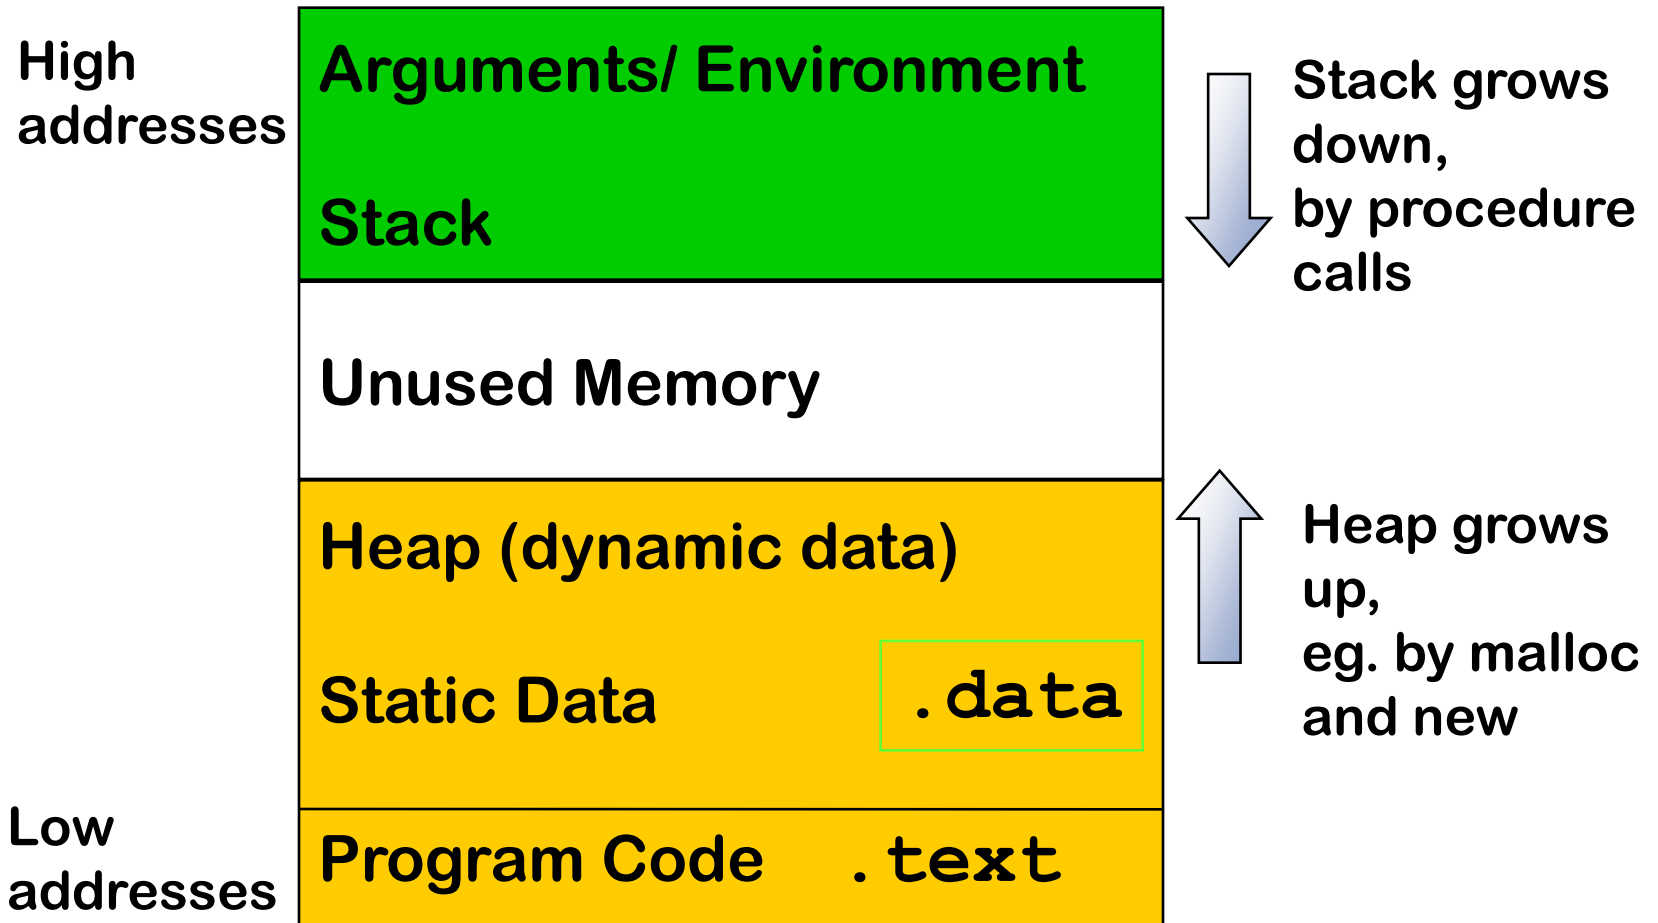 High
addresses
Arguments/ Environment
Stack
Stack grows
down,
by procedure
calls
Unused Memory
Heap (dynamic data)
Heap grows
up,
eg. by malloc
and new
Static Data .data
Low
addresses
Program Code .text